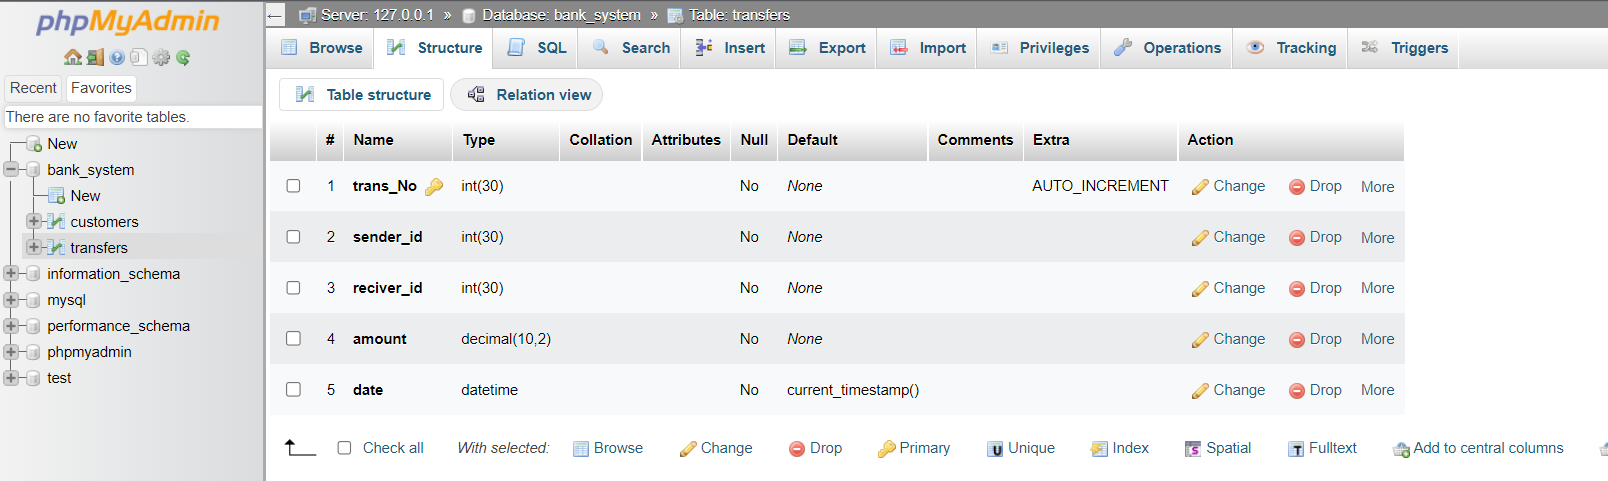 phpMyAdmin
Recent Favorites
There are no favorite tables.
New
bank_system
New
customers
transfers
information_schema
mysql
performance_schema
phpmyadmin
test
Server: 127.0.0.1 » Database: bank_system » Table: transfers
Browse Structure SQL Search Insert Export Import Privileges Operations Tracking Triggers
Table structure Relation view
# Name Type Collation Attributes Null Default Comments Extra Action
1 trans_No int(30) No None AUTO_INCREMENT Change Drop More
2 sender_id int(30) No None Change Drop More
3 reciver_id int(30) No None Change Drop More
4 amount decimal(10,2) No None Change Drop More
5 date datetime No current_timestamp() Change Drop More
Check all With selected: Browse Change Drop Primary Unique Index Spatial Fulltext Add to central columns